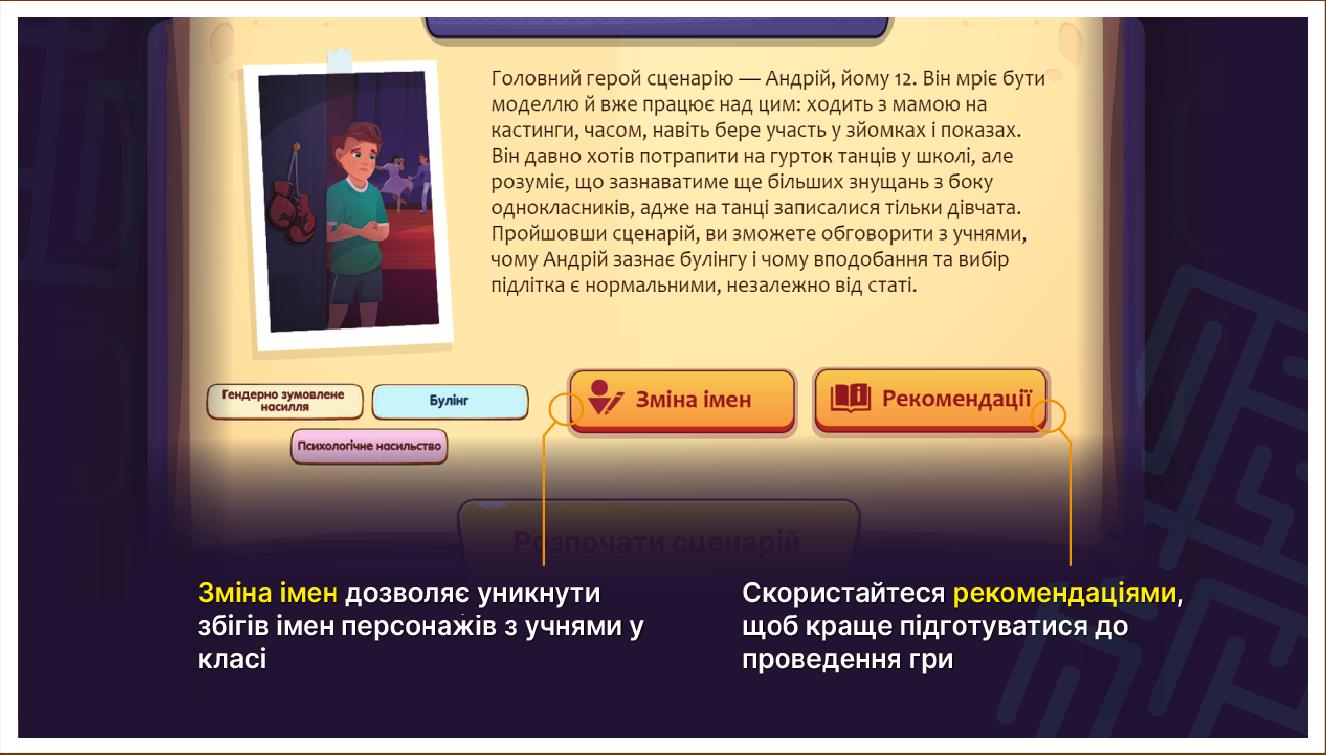 Головний герой сценарію — Андрій, йому 12. Він мріє бути
моделлю й вже працює над цим: ходить з мамою на
кастинги, часом, навіть бере участь у зйомках і показах.
Він давно хотів потрапити на гурток танців у школі, але
розуміє, що зазнаватиме ще більших знущань з боку
однокласників, адже на танці записалися тільки дівчата.
Пройшовши сценарій, ви зможете обговорити з учнями,
чому Андрій зазнає булінгу і чому вподобання та вибір
підлітка є нормальними, незалежно від статі.
Гендерно зумовлене
насилля
Булінг
Психологічне насильство
Зміна імен
Рекомендації
Розпочати сценарій
Зміна імен дозволяє уникнути
збігів імен персонажів з учнями у
класі
Скористайтеся рекомендаціями,
щоб краще підготуватися до
проведення гри